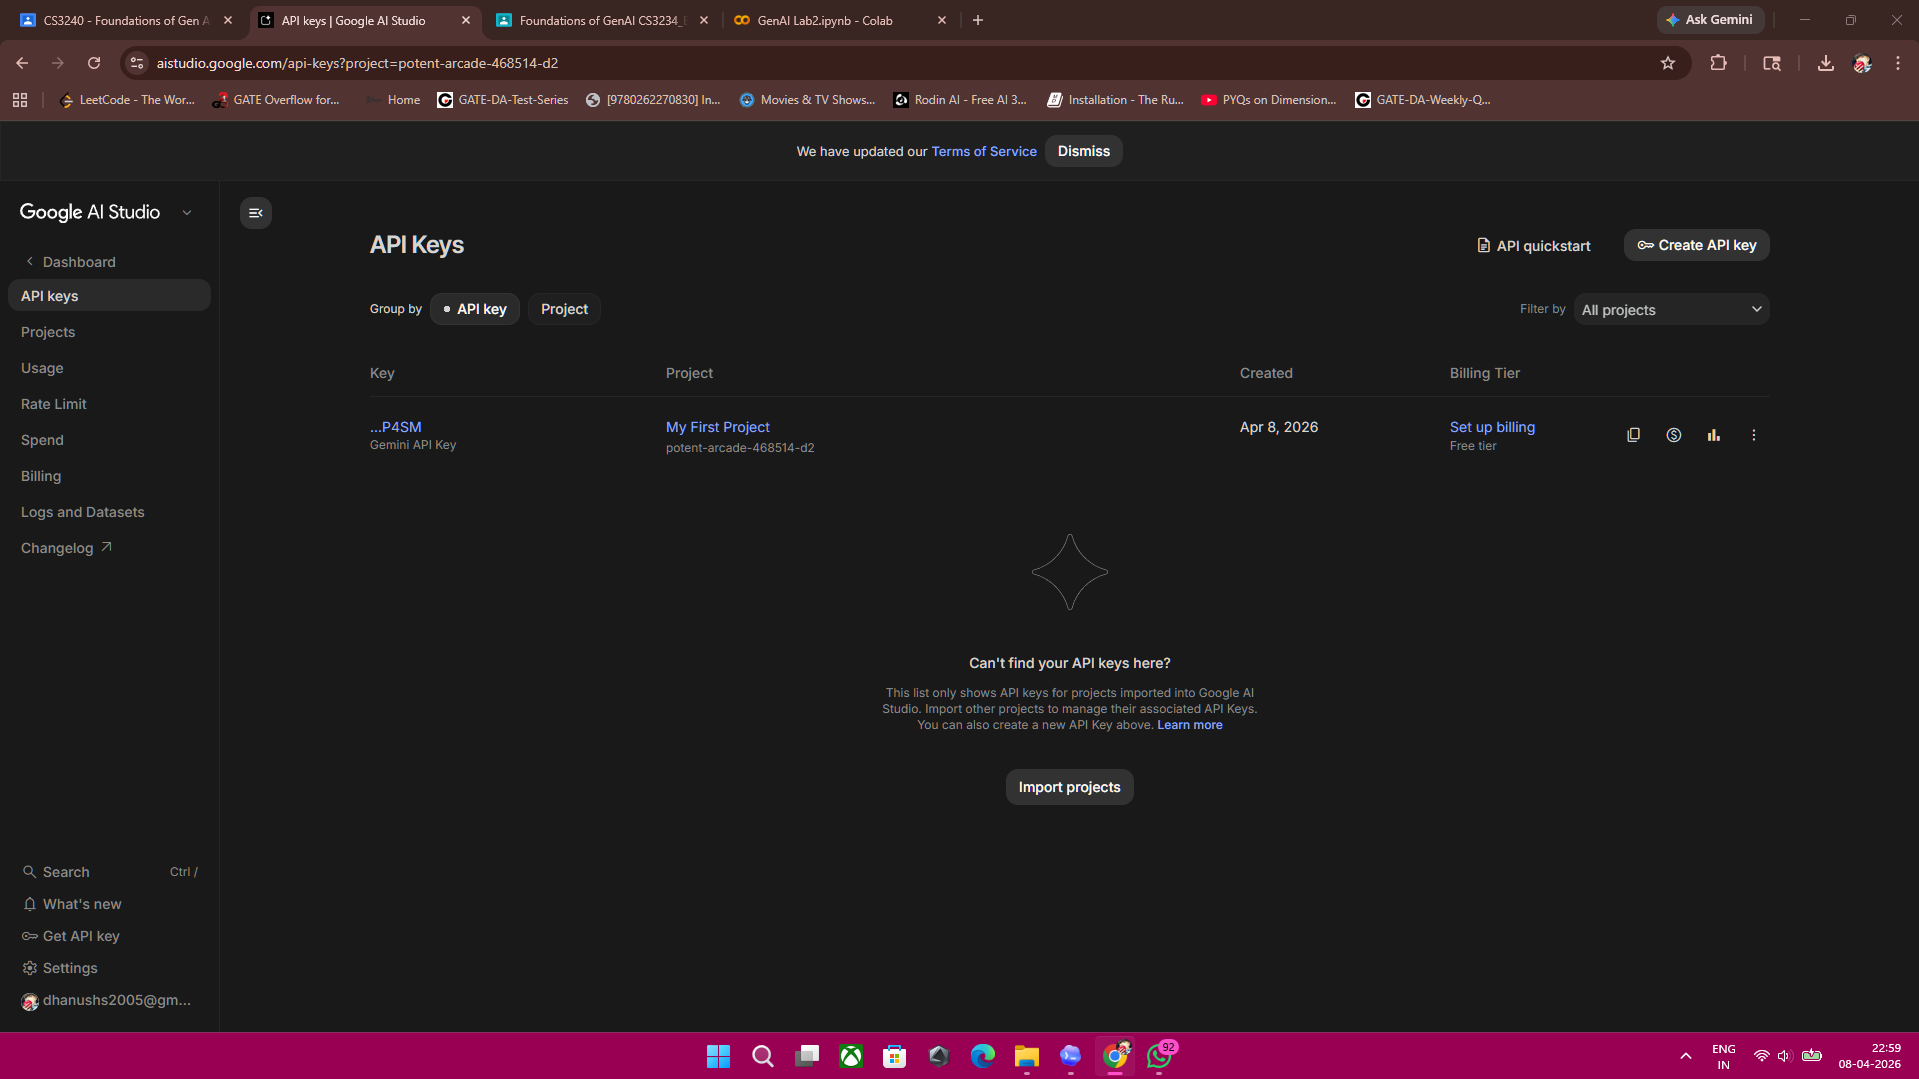 CS3240 - Foundations of Gen A
API keys | Google AI Studio
Foundations of GenAI CS3234_
GenAI Lab2.ipynb - Colab
Ask Gemini
aistudio.google.com/api-keys?project=potent-arcade-468514-d2
LeetCode - The Wor...
GATE Overflow for...
Home
GATE-DA-Test-Series
[9780262270830] In...
Movies & TV Shows...
Rodin AI - Free AI 3...
Installation - The Ru...
PYQs on Dimension...
GATE-DA-Weekly-Q...
We have updated our Terms of Service
Dismiss
Google AI Studio
Dashboard
API keys
Projects
Usage
Rate Limit
Spend
Billing
Logs and Datasets
Changelog
Search Ctrl /
What's new
Get API key
Settings
dhanushs2005@gm...
API Keys
API quickstart
Create API key
Group by
API key
Project
Filter by
All projects
Key Project Created Billing Tier
...P4SM My First Project Apr 8, 2026 Set up billing
Gemini API Key potent-arcade-468514-d2 Free tier
Can't find your API keys here?
This list only shows API keys for projects imported into Google AI
Studio. Import other projects to manage their associated API Keys.
You can also create a new API Key above. Learn more
Import projects
92
ENG
IN
22:59
08-04-2026